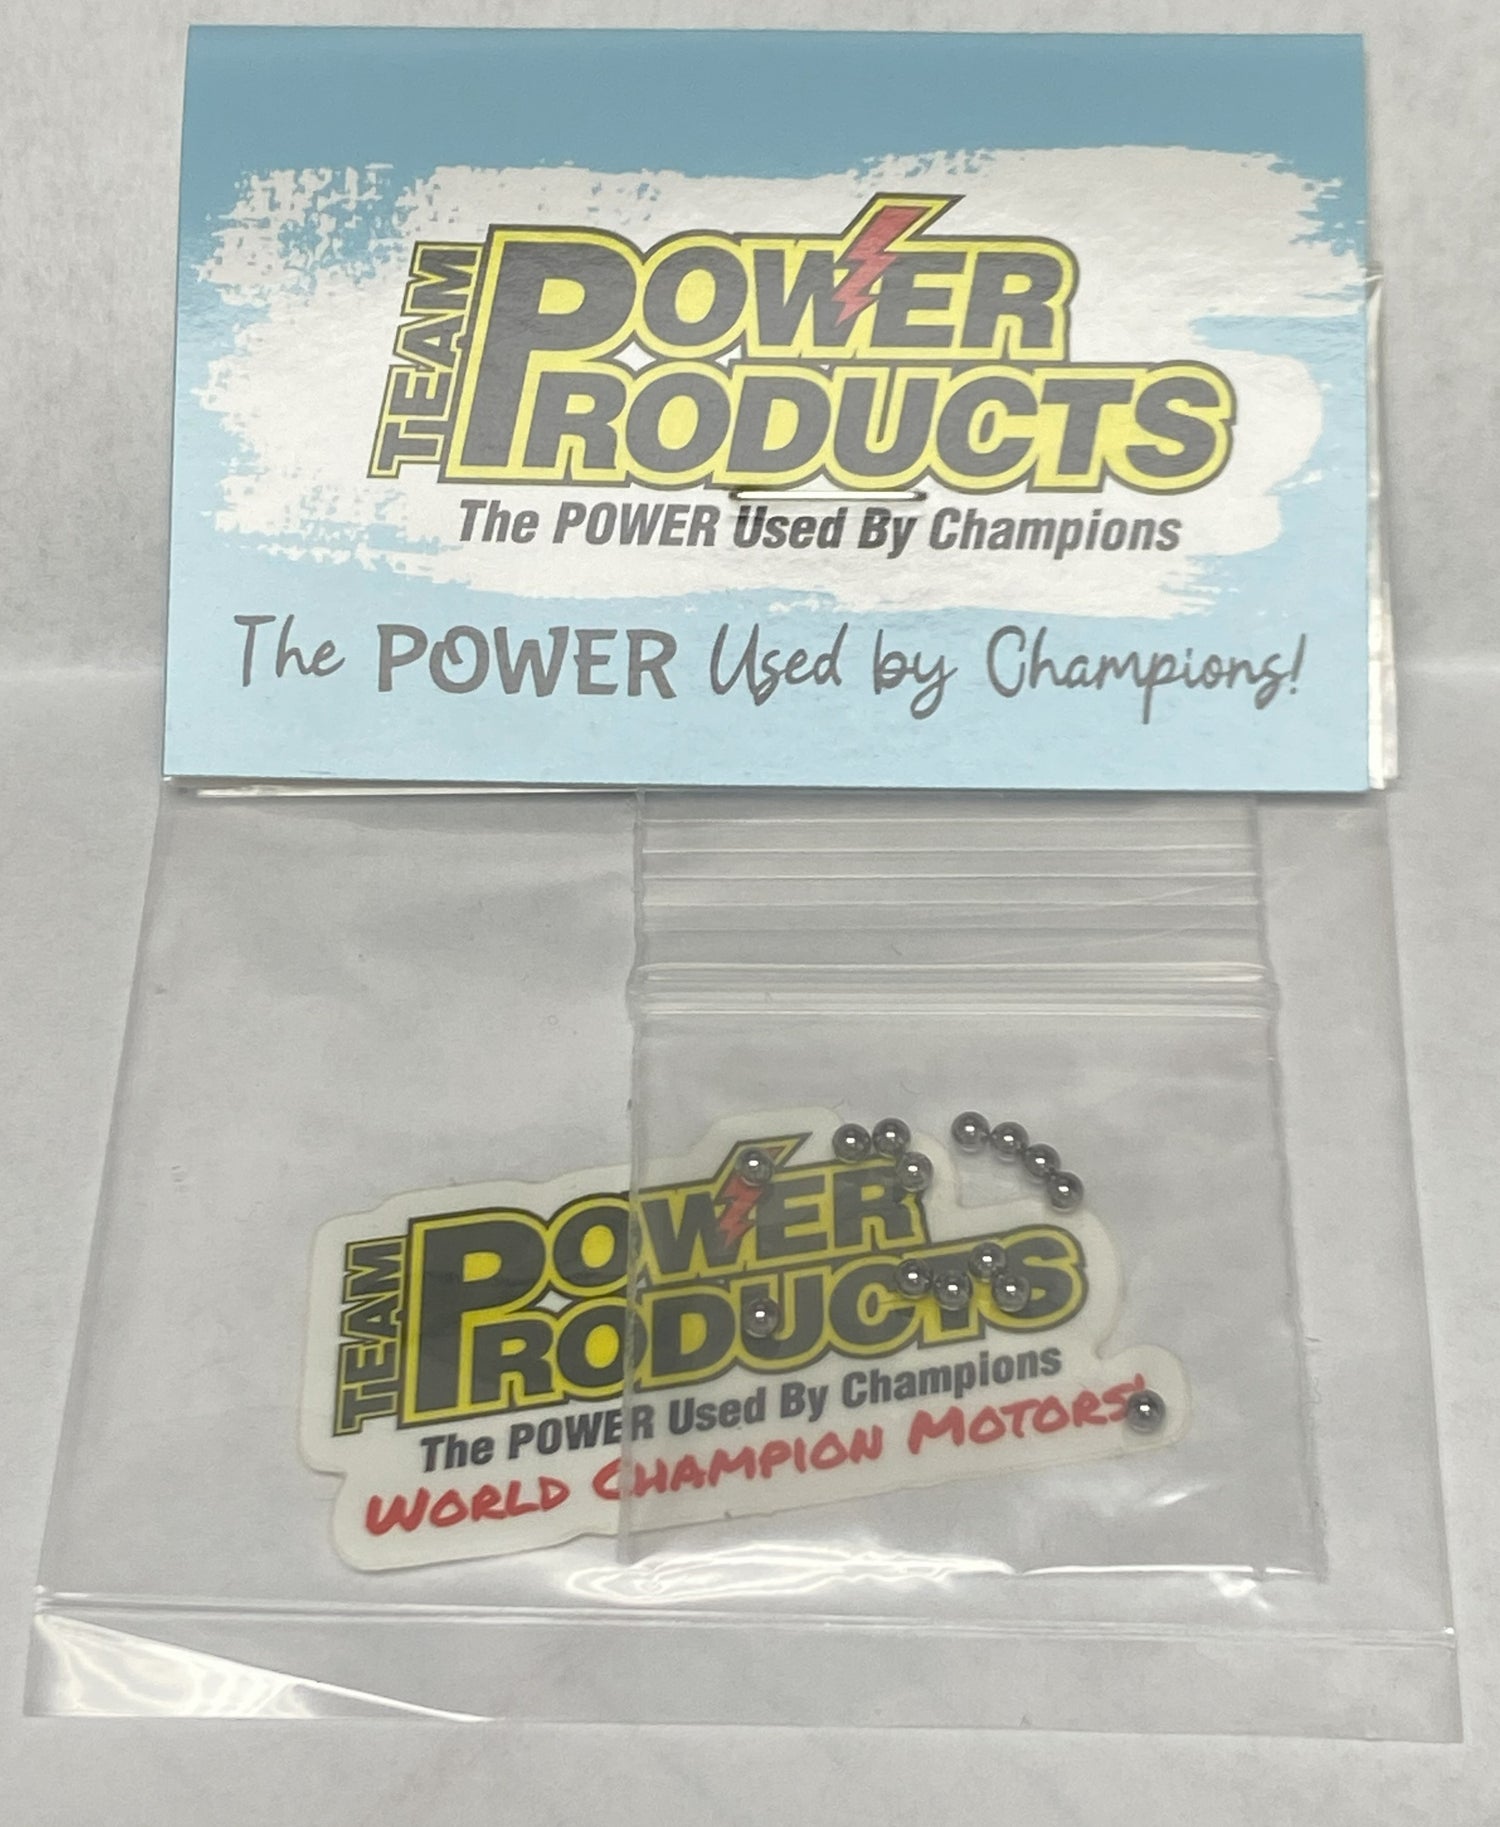 TEAM
POWER
PRODUCTS
The POWER Used By Champions
The POWER Used by Champions!
TEAM
POWER
PRODUCTS
The POWER Used By Champions
WORLD CHAMPION MOTORS'